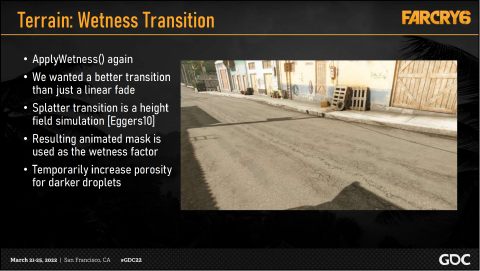 Terrain: Wetness Transition
FARCRY6
• ApplyWetness() again
• We wanted a better transition
than just a linear fade
• Splatter transition is a height
field simulation [Eggers10]
• Resulting animated mask is
used as the wetness factor
• Temporarily increase porosity
for darker droplets
March 21-25, 2022 | San Francisco, CA #GDC22
GDC